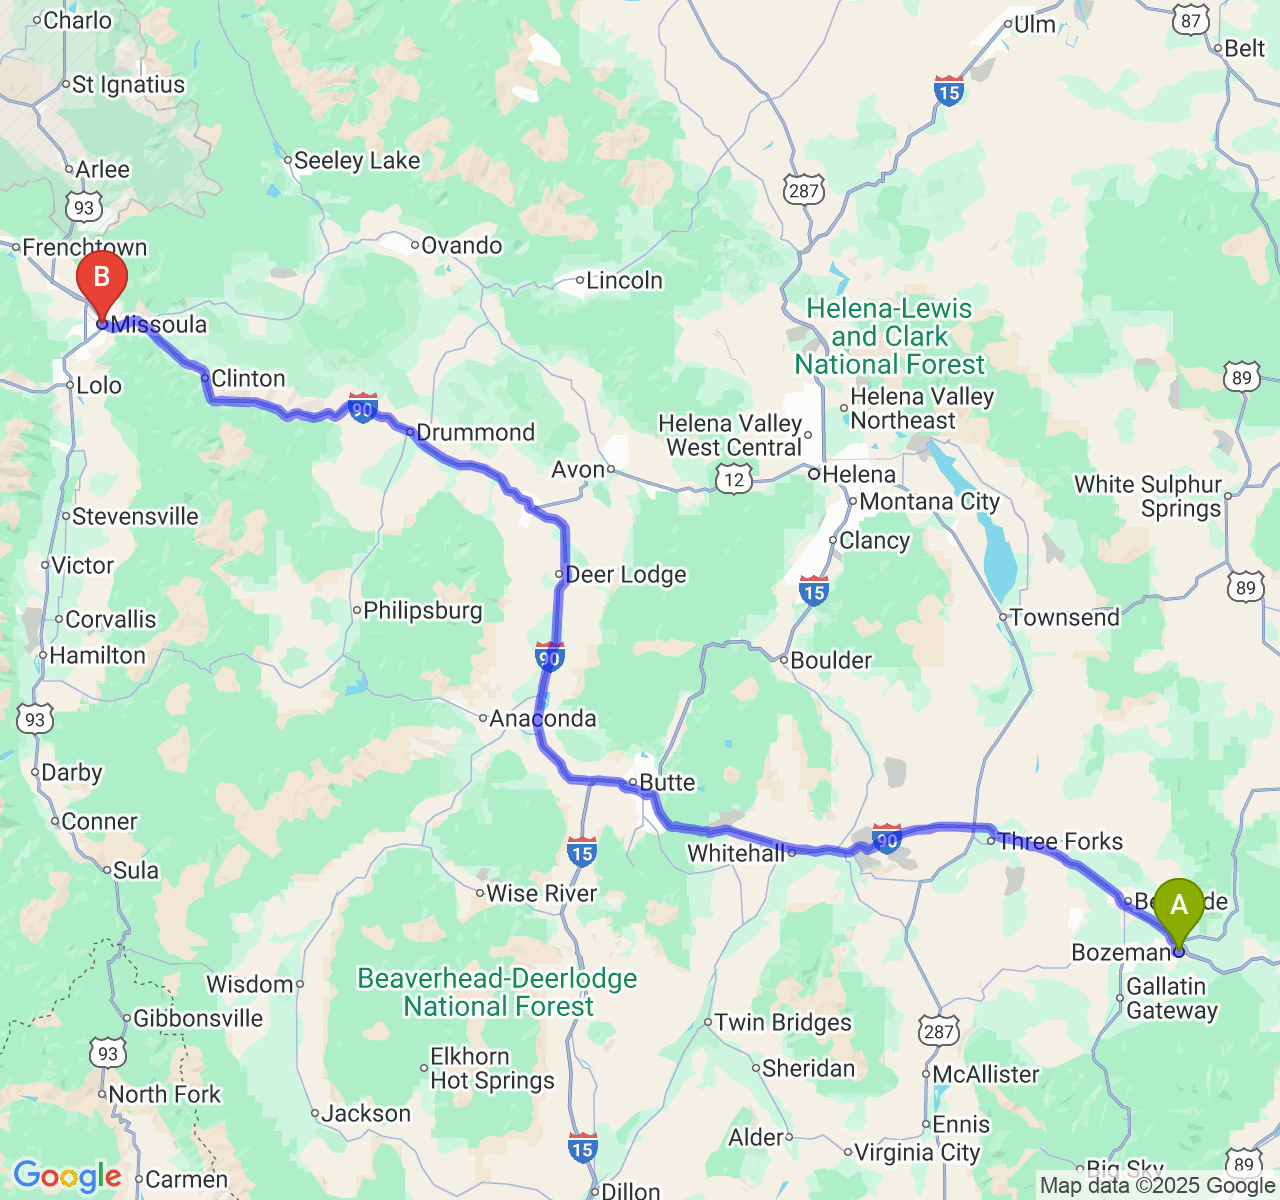 Charlo
Ulm
87
Belt
St Ignatius
15
Seeley Lake
Arlee
287
93
Frenchtown
Ovando
B
Lincoln
Missoula
Helena-Lewis
and Clark
National Forest
Clinton
Lolo
89
90
Helena Valley
Northeast
Drummond
Helena Valley
West Central
Avon
12
Helena
White Sulphur
Springs
Montana City
Stevensville
Clancy
Victor
Deer Lodge
15
89
Philipsburg
Corvallis
Townsend
Hamilton
90
Boulder
93
Anaconda
Darby
Butte
Conner
90
Three Forks
15
Whitehall
Sula
Wise River
A
Bozeman
Beaverhead-Deerlodge
National Forest
Wisdom
Gallatin
Gateway
Gibbonsville
Twin Bridges
287
93
Elkhorn
Hot Springs
Sheridan
McAllister
North Fork
Jackson
Ennis
Alder
15
Virginia City
89
Big Sky
Google
Carmen
Dillon
Map data ©2025 Google